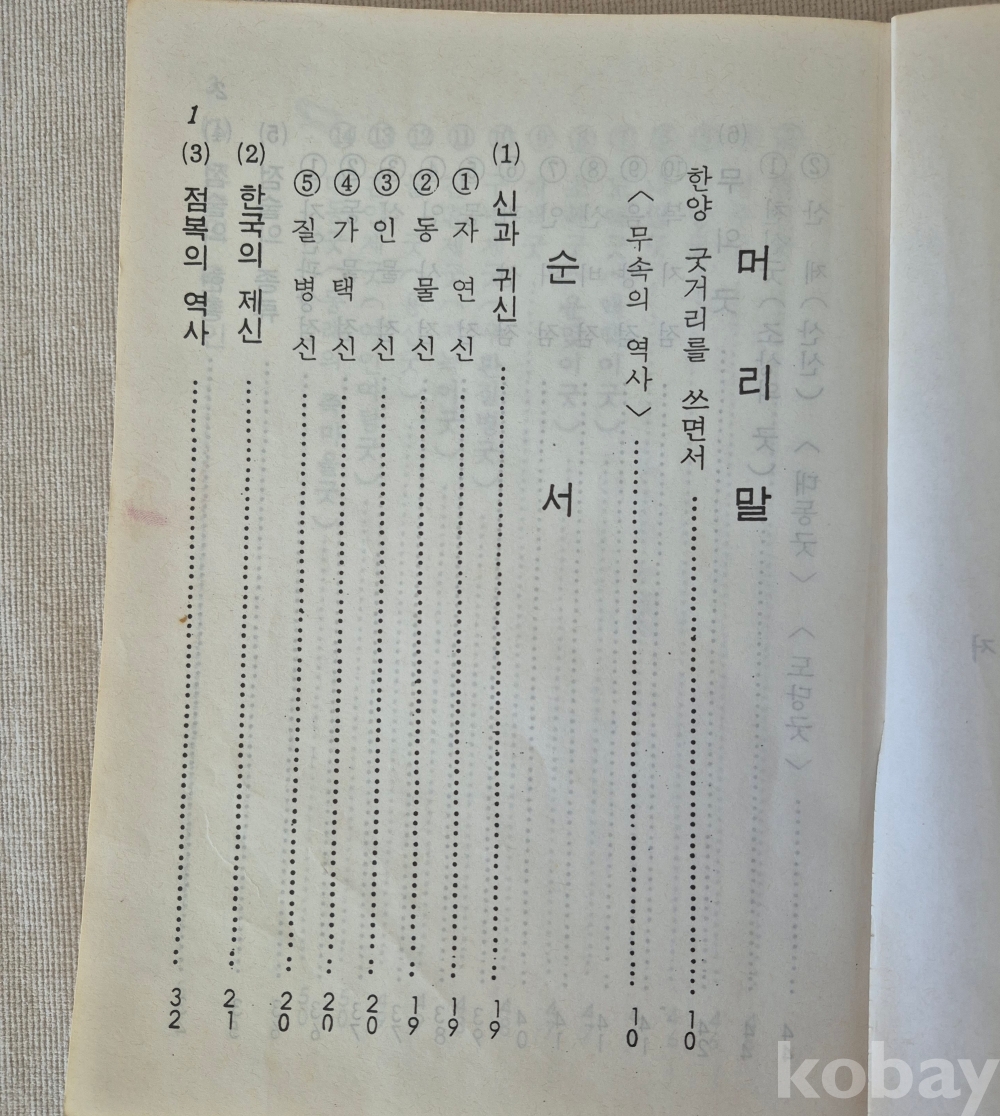 머리말
한양 굿거리를 쓰면서 ………… 10
〈무속의 역사〉 ………… 10
순서
(1) 신과 귀신 ………… 19
① 자연신 ………… 19
② 동물신 ………… 19
③ 인물신 ………… 20
④ 가택신 ………… 20
⑤ 질병신 ………… 20
(2) 한국의 제신 ………… 21
(3) 점복의 역사 ………… 32
1
kobay